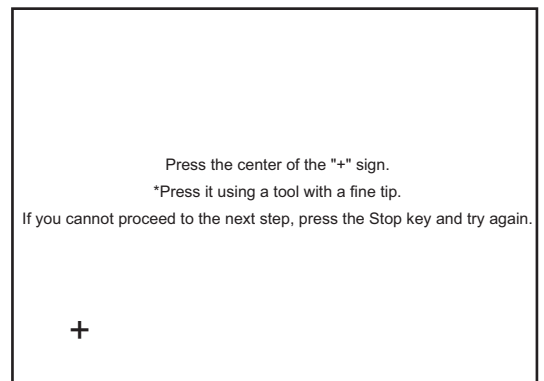 Press the center of the "+" sign.
*Press it using a tool with a fine tip.
If you cannot proceed to the next step, press the Stop key and try again.
+